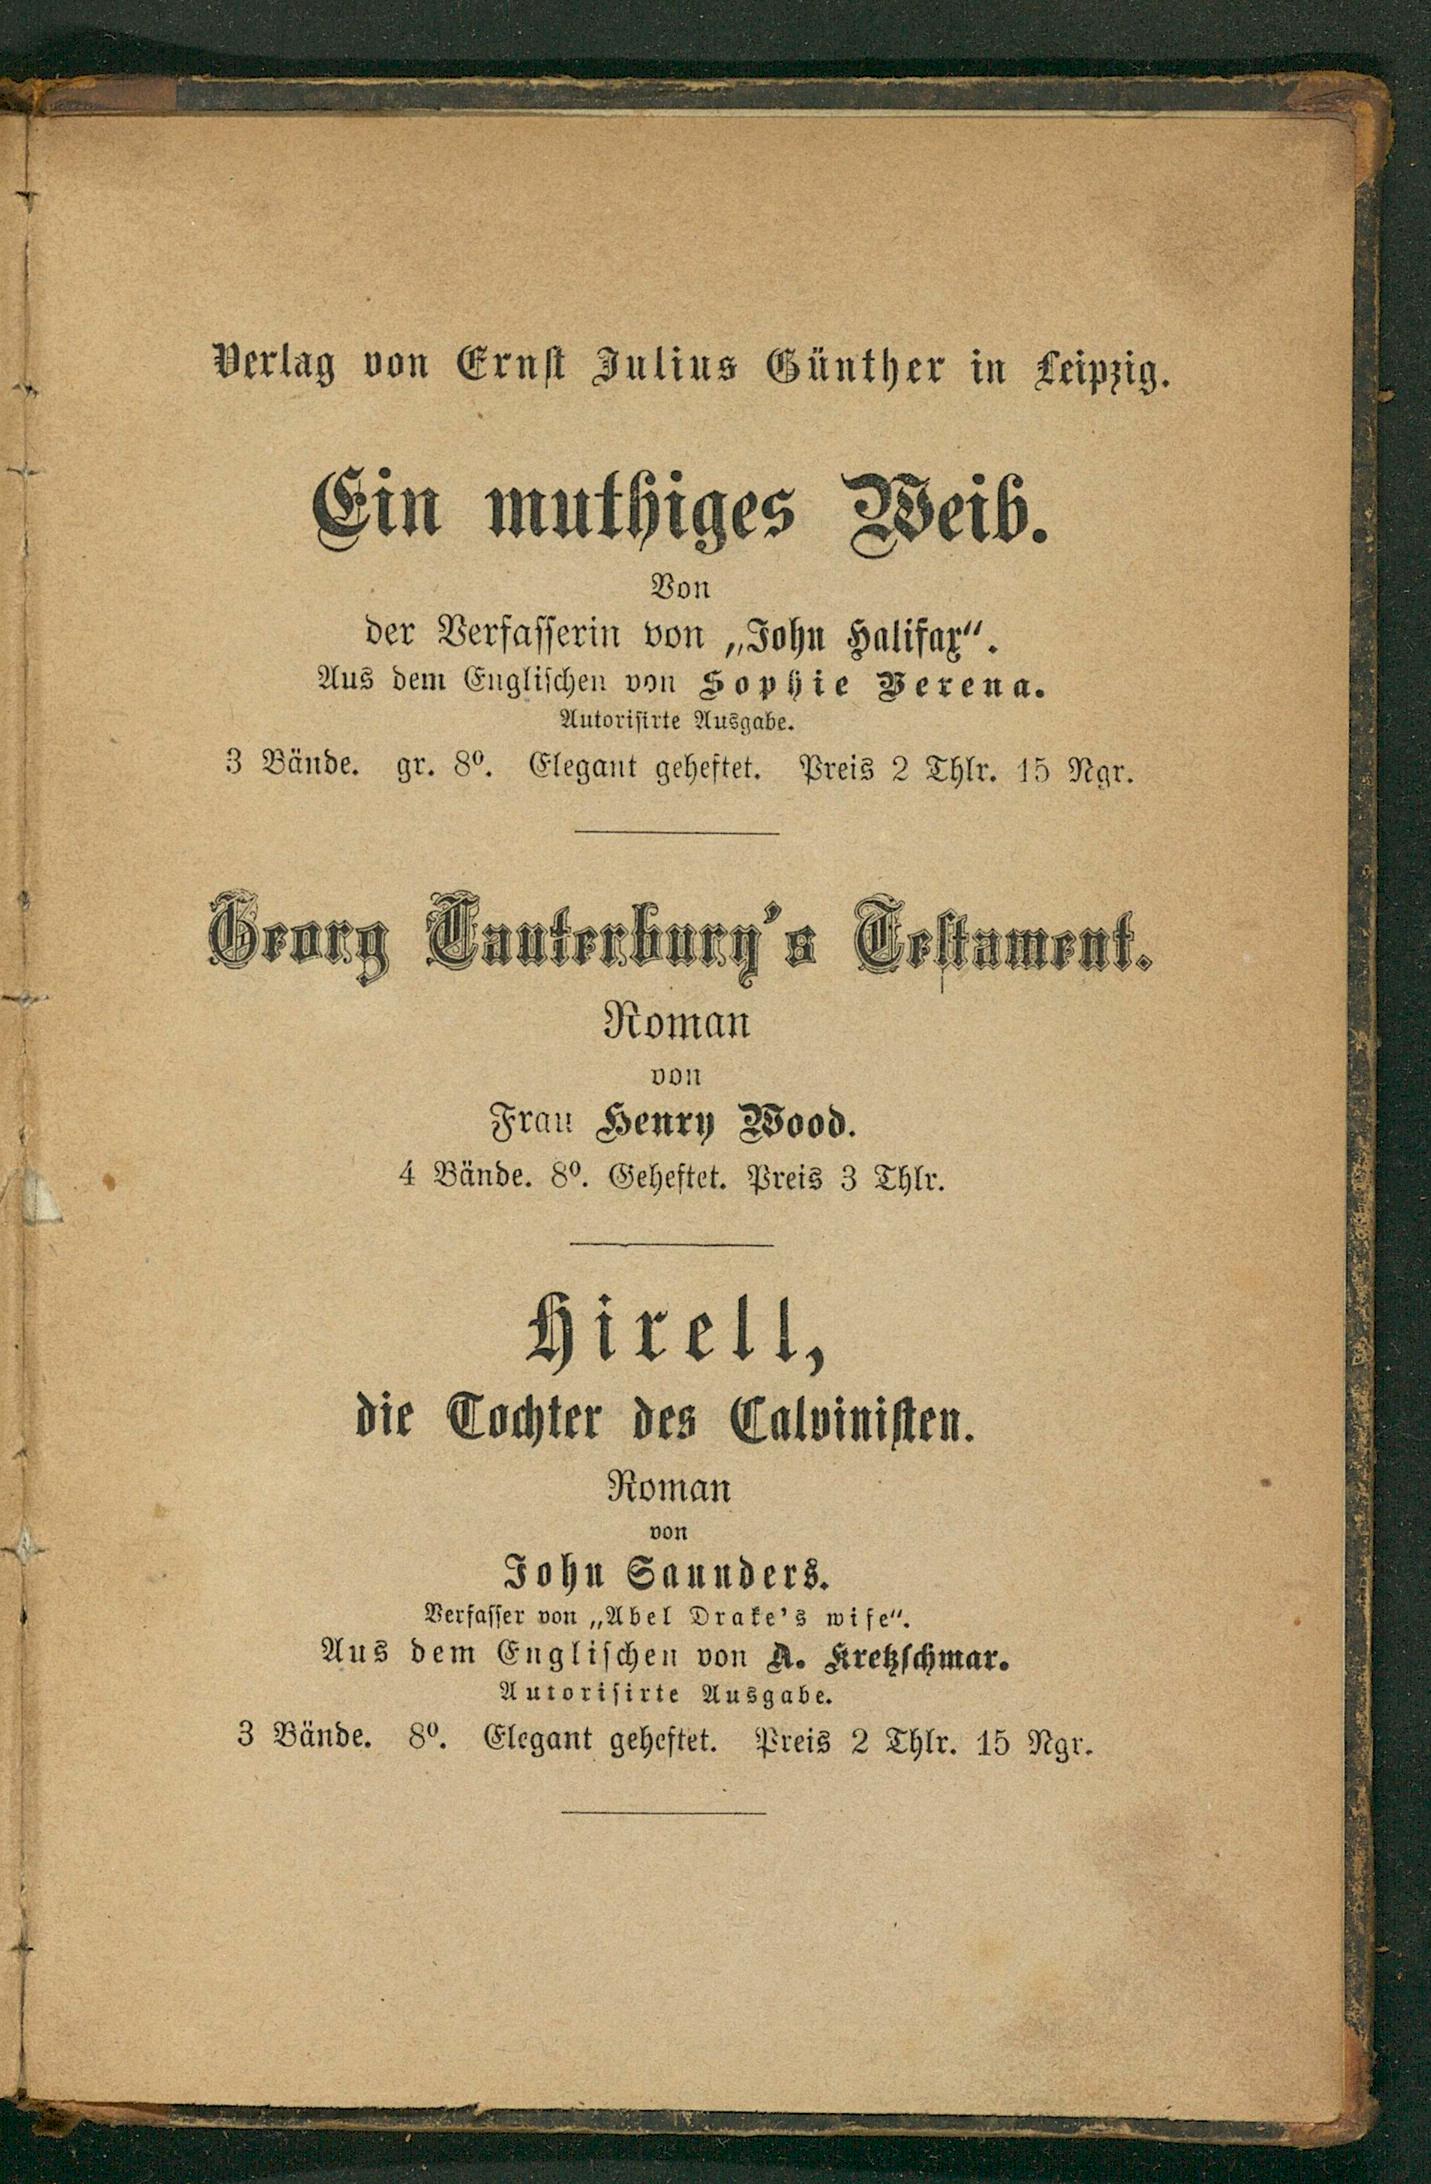 Verlag von Ernst Julius Günther in Leipzig.
Ein muthiges Weib.
Von
der Verfasserin von „John Halifax“.
Aus dem Englischen von Sophie Verena.
Autorisirte Ausgabe.
3 Bände. gr. 8⁰. Elegant geheftet. Preis 2 Thlr. 15 Ngr.
Georg Canterbury's Testament.
Roman
von
Frau Henry Wood.
4 Bände. 8⁰. Geheftet. Preis 3 Thlr.
Hirell,
die Tochter des Calvinisten.
Roman
von
John Saunders.
Verfasser von „Abel Drake's wife“.
Aus dem Englischen von A. Kretzschmar.
Autorisirte Ausgabe.
3 Bände. 8⁰. Elegant geheftet. Preis 2 Thlr. 15 Ngr.